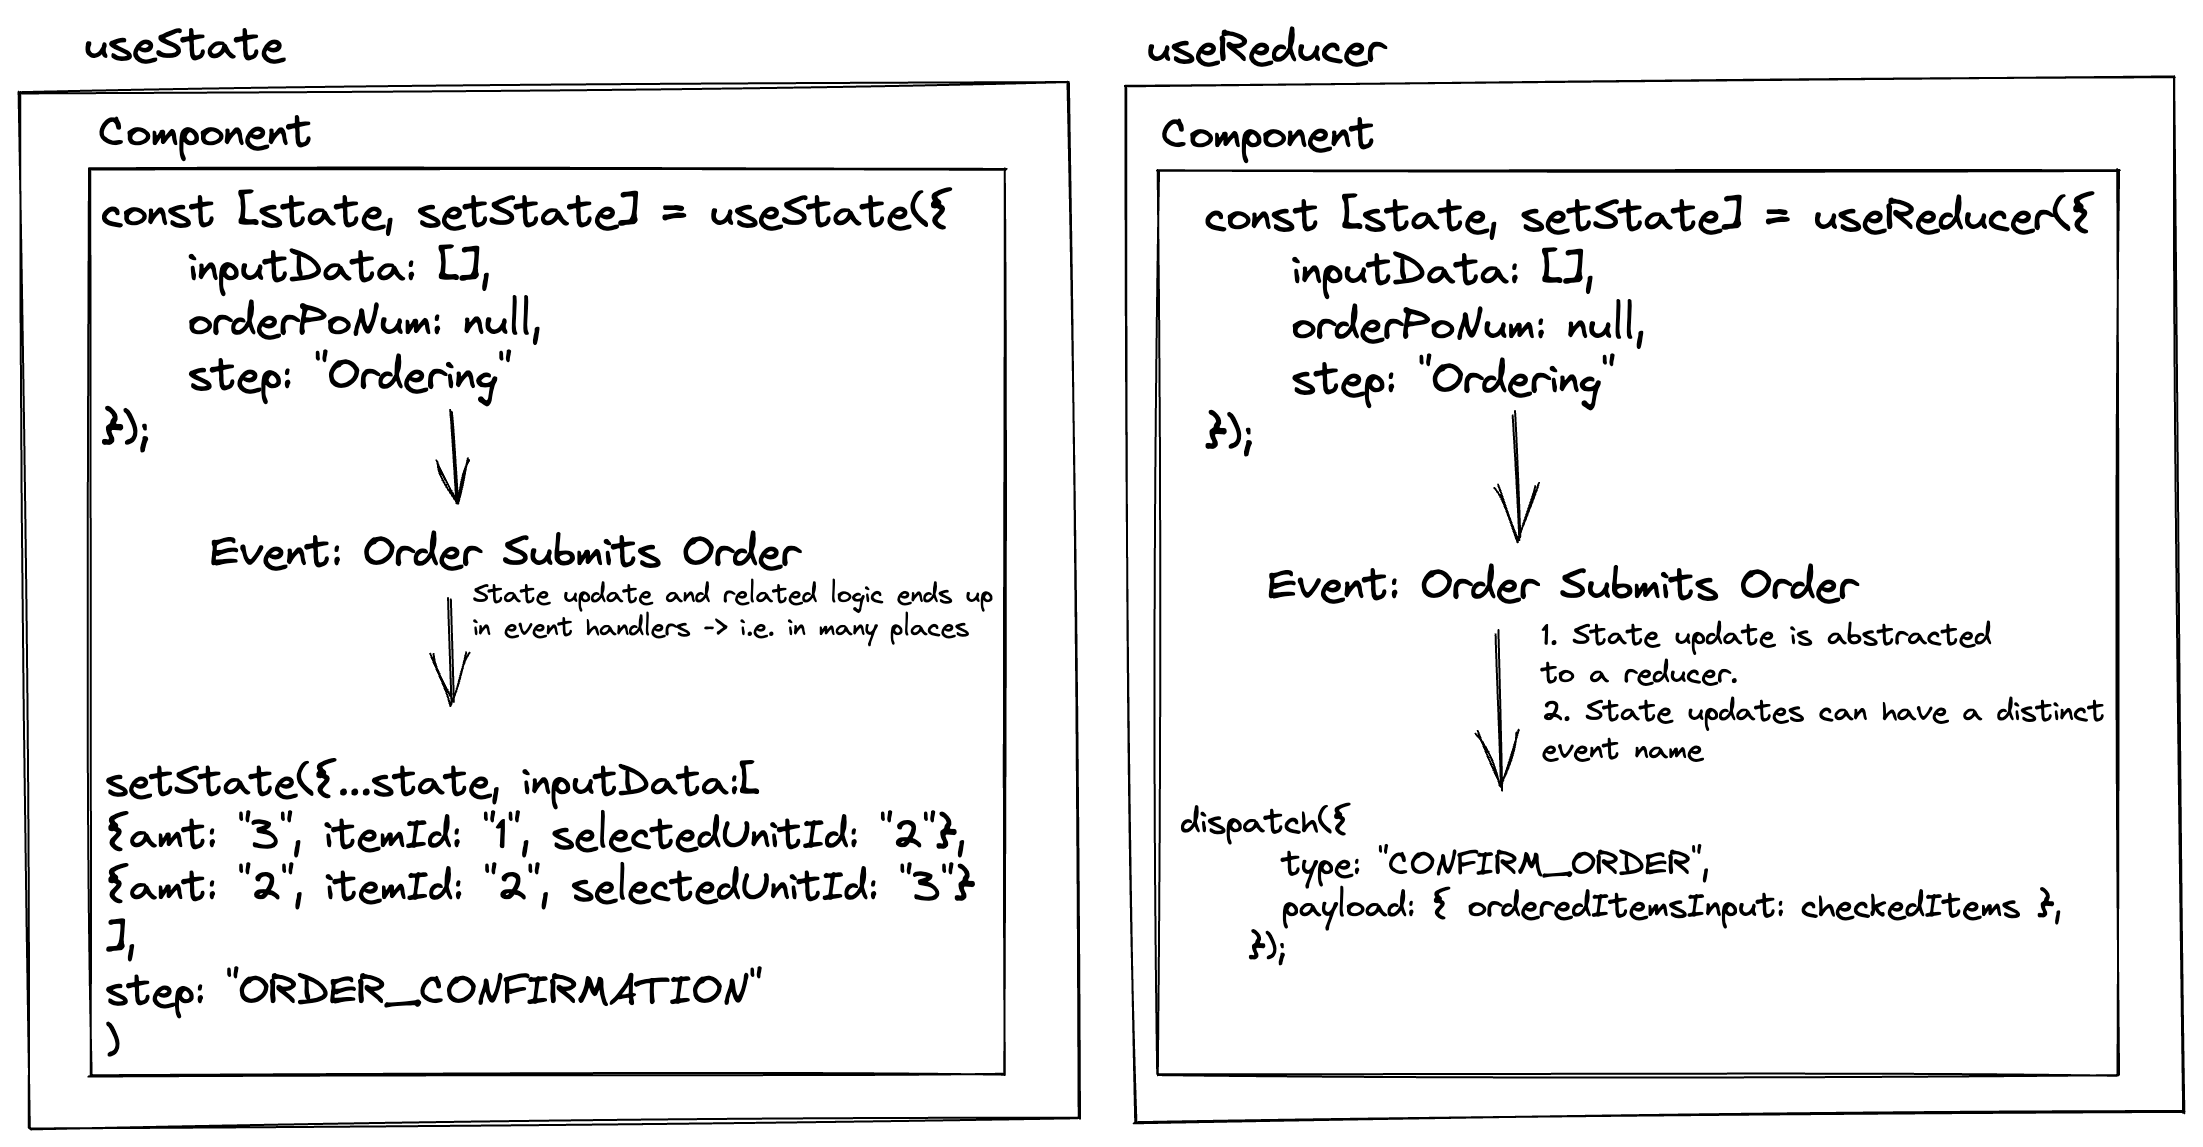 useState
Component
const [state, setState] = useState({
inputData: [],
orderPoNum: null,
step: "Ordering"
});
Event: Order Submits Order
State update and related logic ends up
in event handlers -> i.e. in many places
setState({...state, inputData:[
{amt: "3", itemId: "1", selectedUnitId: "2"},
{amt: "2", itemId: "2", selectedUnitId: "3"}
],
step: "ORDER_CONFIRMATION"
)
useReducer
Component
const [state, setState] = useReducer({
inputData: [],
orderPoNum: null,
step: "Ordering"
});
Event: Order Submits Order
1. State update is abstracted
to a reducer.
2. State updates can have a distinct
event name
dispatch({
type: "CONFIRM_ORDER",
payload: { orderedItemsInput: checkedItems },
});